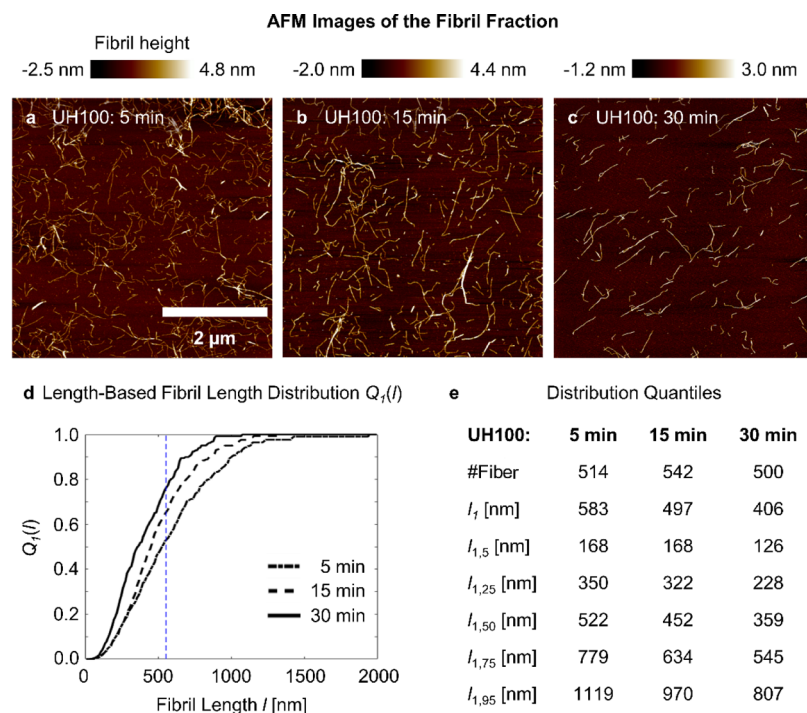 AFM Images of the Fibril Fraction
Fibril height
-2.5 nm 4.8 nm -2.0 nm 4.4 nm -1.2 nm 3.0 nm
a UH100: 5 min b UH100: 15 min c UH100: 30 min
2 µm
d Length-Based Fibril Length Distribution Q1(l) e Distribution Quantiles
UH100: 5 min 15 min 30 min
#Fiber 514 542 500
l1 [nm] 583 497 406
l1,5 [nm] 168 168 126
l1,25 [nm] 350 322 228
l1,50 [nm] 522 452 359
l1,75 [nm] 779 634 545
l1,95 [nm] 1119 970 807
Q1(l)
1.0
0.8
0.6
0.4
0.2
0.0
5 min
15 min
30 min
0 500 1000 1500 2000
Fibril Length l [nm]